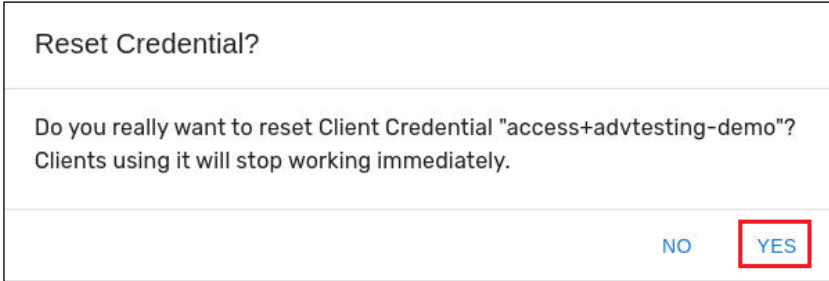 Reset Credential?
Do you really want to reset Client Credential "access+advtesting-demo"?
Clients using it will stop working immediately.
NO YES